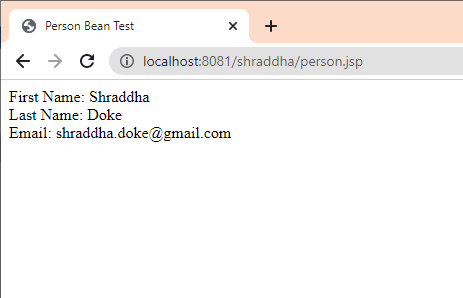 Person Bean Test
localhost:8081/shraddha/person.jsp
First Name: Shraddha
Last Name: Doke
Email: shraddha.doke@gmail.com